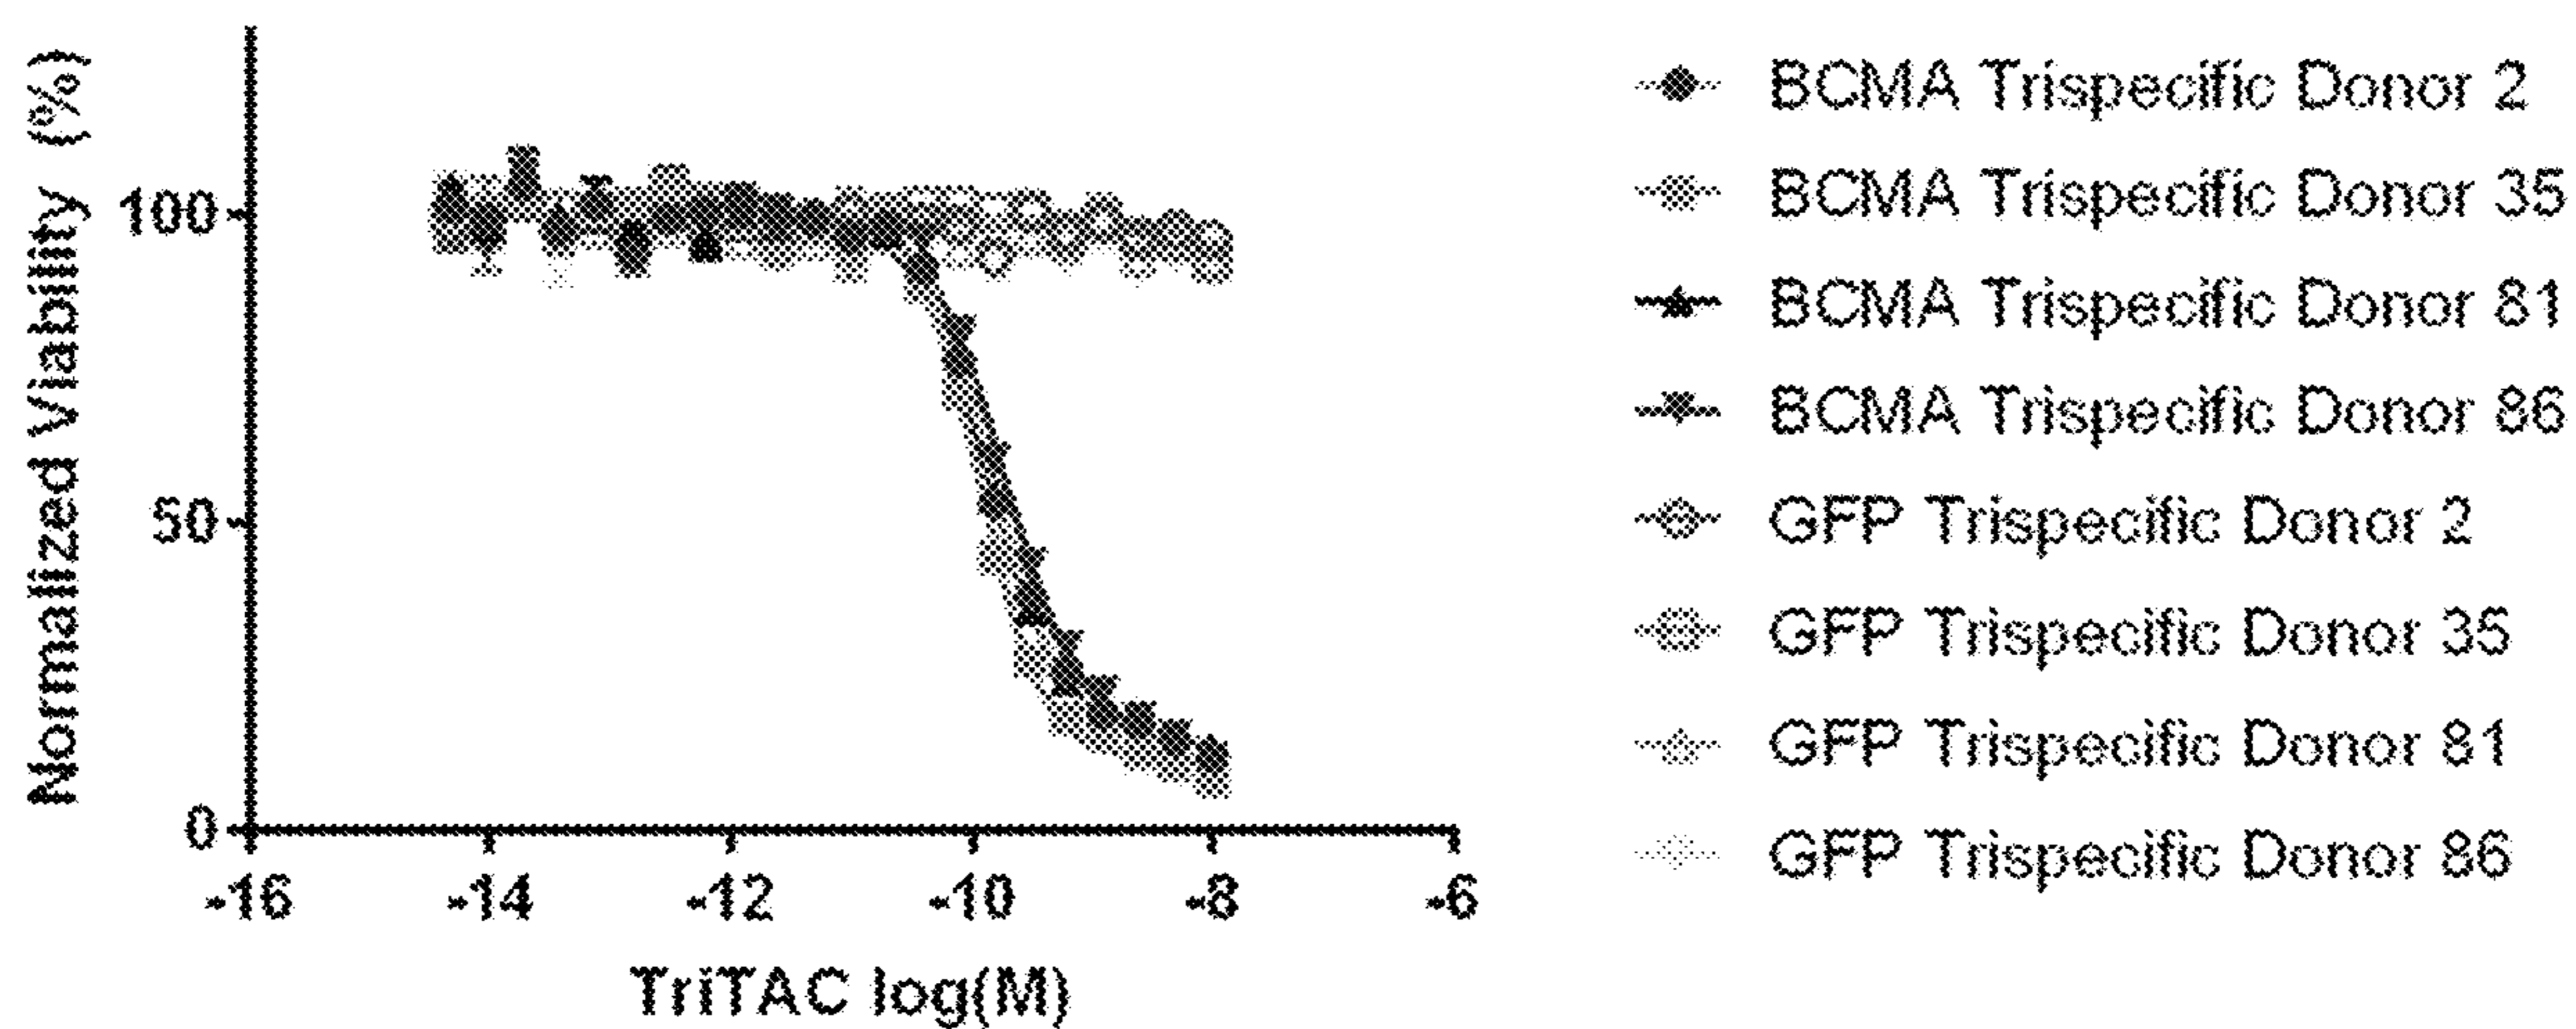 Normalized Viability (%)
100
50
0
-16
-14
-12
-10
-8
-6
TriTAC log(M)
BCMA Trispecific Donor 2
BCMA Trispecific Donor 35
BCMA Trispecific Donor 81
BCMA Trispecific Donor 86
GFP Trispecific Donor 2
GFP Trispecific Donor 35
GFP Trispecific Donor 81
GFP Trispecific Donor 86